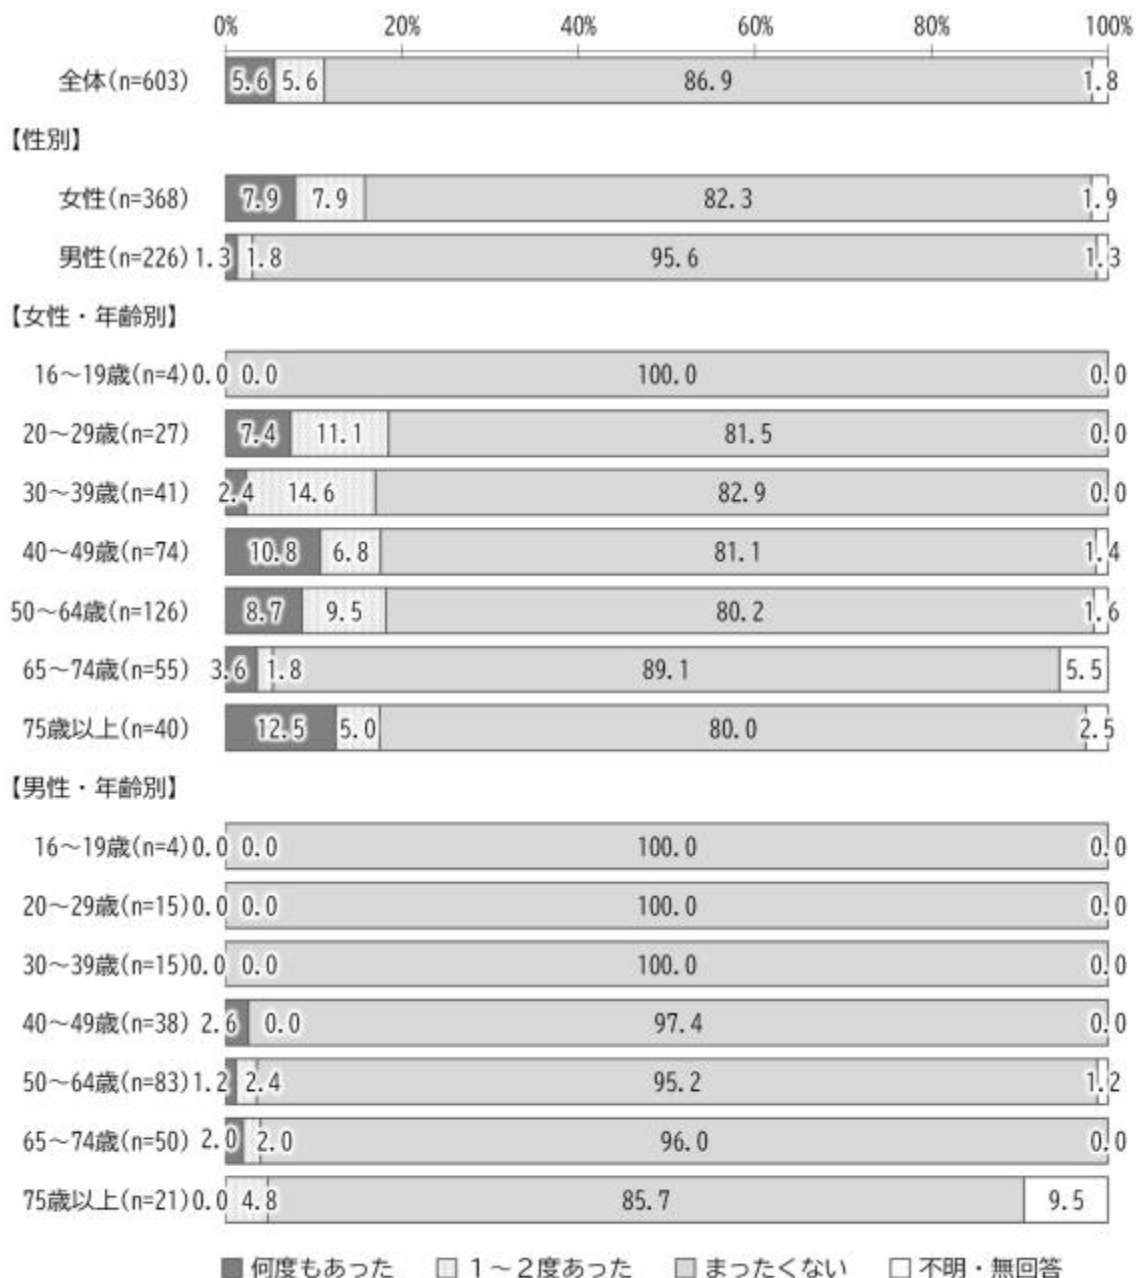 0% 20% 40% 60% 80% 100%
全体(n=603) 5.6 5.6 86.9 1.8
【性別】
女性(n=368) 7.9 7.9 82.3 1.9
男性(n=226) 1.3 1.8 95.6 1.3
【女性・年齢別】
16～19歳(n=4) 0.0 0.0 100.0 0.0
20～29歳(n=27) 7.4 11.1 81.5 0.0
30～39歳(n=41) 2.4 14.6 82.9 0.0
40～49歳(n=74) 10.8 6.8 81.1 1.4
50～64歳(n=126) 8.7 9.5 80.2 1.6
65～74歳(n=55) 3.6 1.8 89.1 5.5
75歳以上(n=40) 12.5 5.0 80.0 2.5
【男性・年齢別】
16～19歳(n=4) 0.0 0.0 100.0 0.0
20～29歳(n=15) 0.0 0.0 100.0 0.0
30～39歳(n=15) 0.0 0.0 100.0 0.0
40～49歳(n=38) 2.6 0.0 97.4 0.0
50～64歳(n=83) 1.2 2.4 95.2 1.2
65～74歳(n=50) 2.0 2.0 96.0 0.0
75歳以上(n=21) 0.0 4.8 85.7 9.5
何度もあった １～２度あった まったくない 不明・無回答